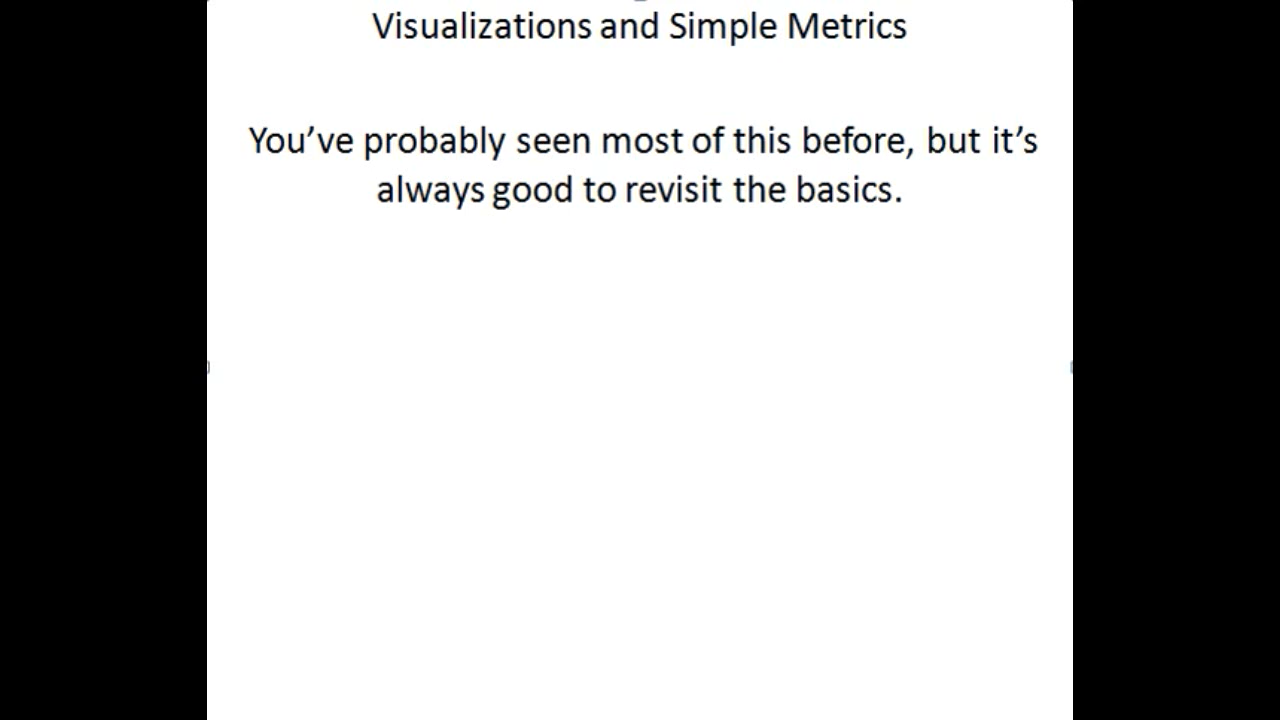 Visualizations and Simple Metrics
You’ve probably seen most of this before, but it’s
always good to revisit the basics.